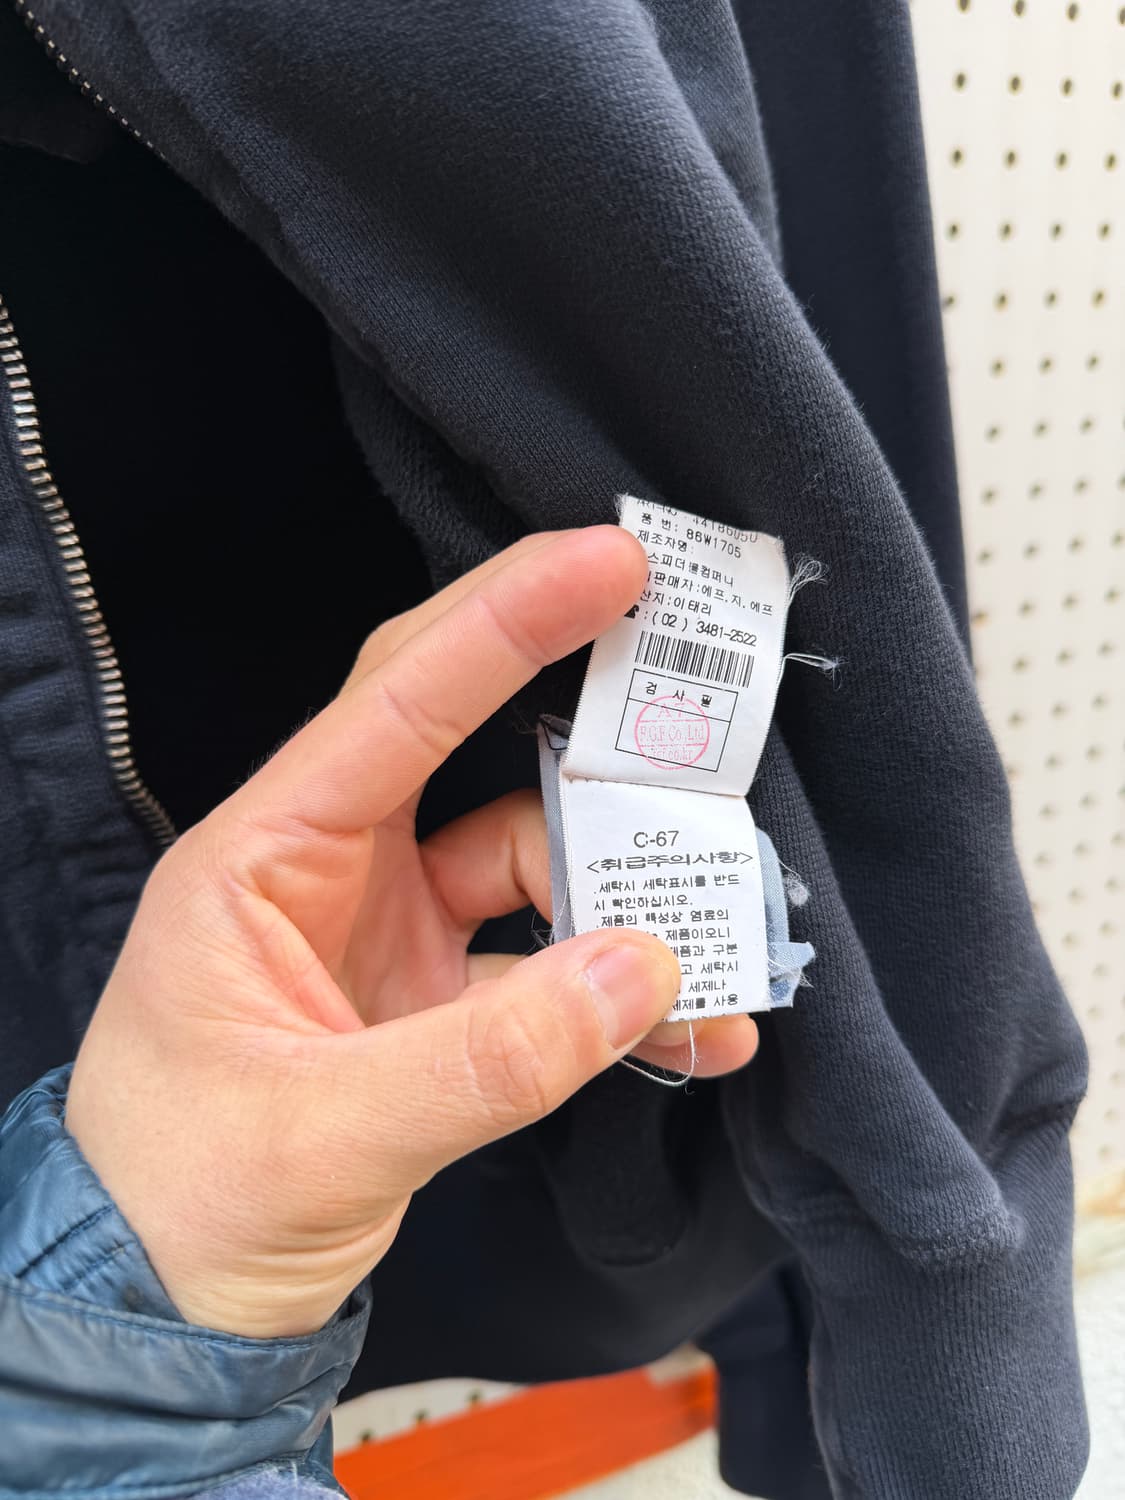 품 번: 86W1705
제조자명:
스피더블컴퍼니
판매자:에프.지.에프
산지:이태리
☎:(02) 3481-2522
검 사 필
A7
F.G.F Co.,Ltd
fgf.co.kr
C-67
<취급주의사항>
.세탁시 세탁표시를 반드
시 확인하십시오.
.제품의 특성상 염료의
제품이오니
제품과 구분
고 세탁시
세제나
세제를 사용